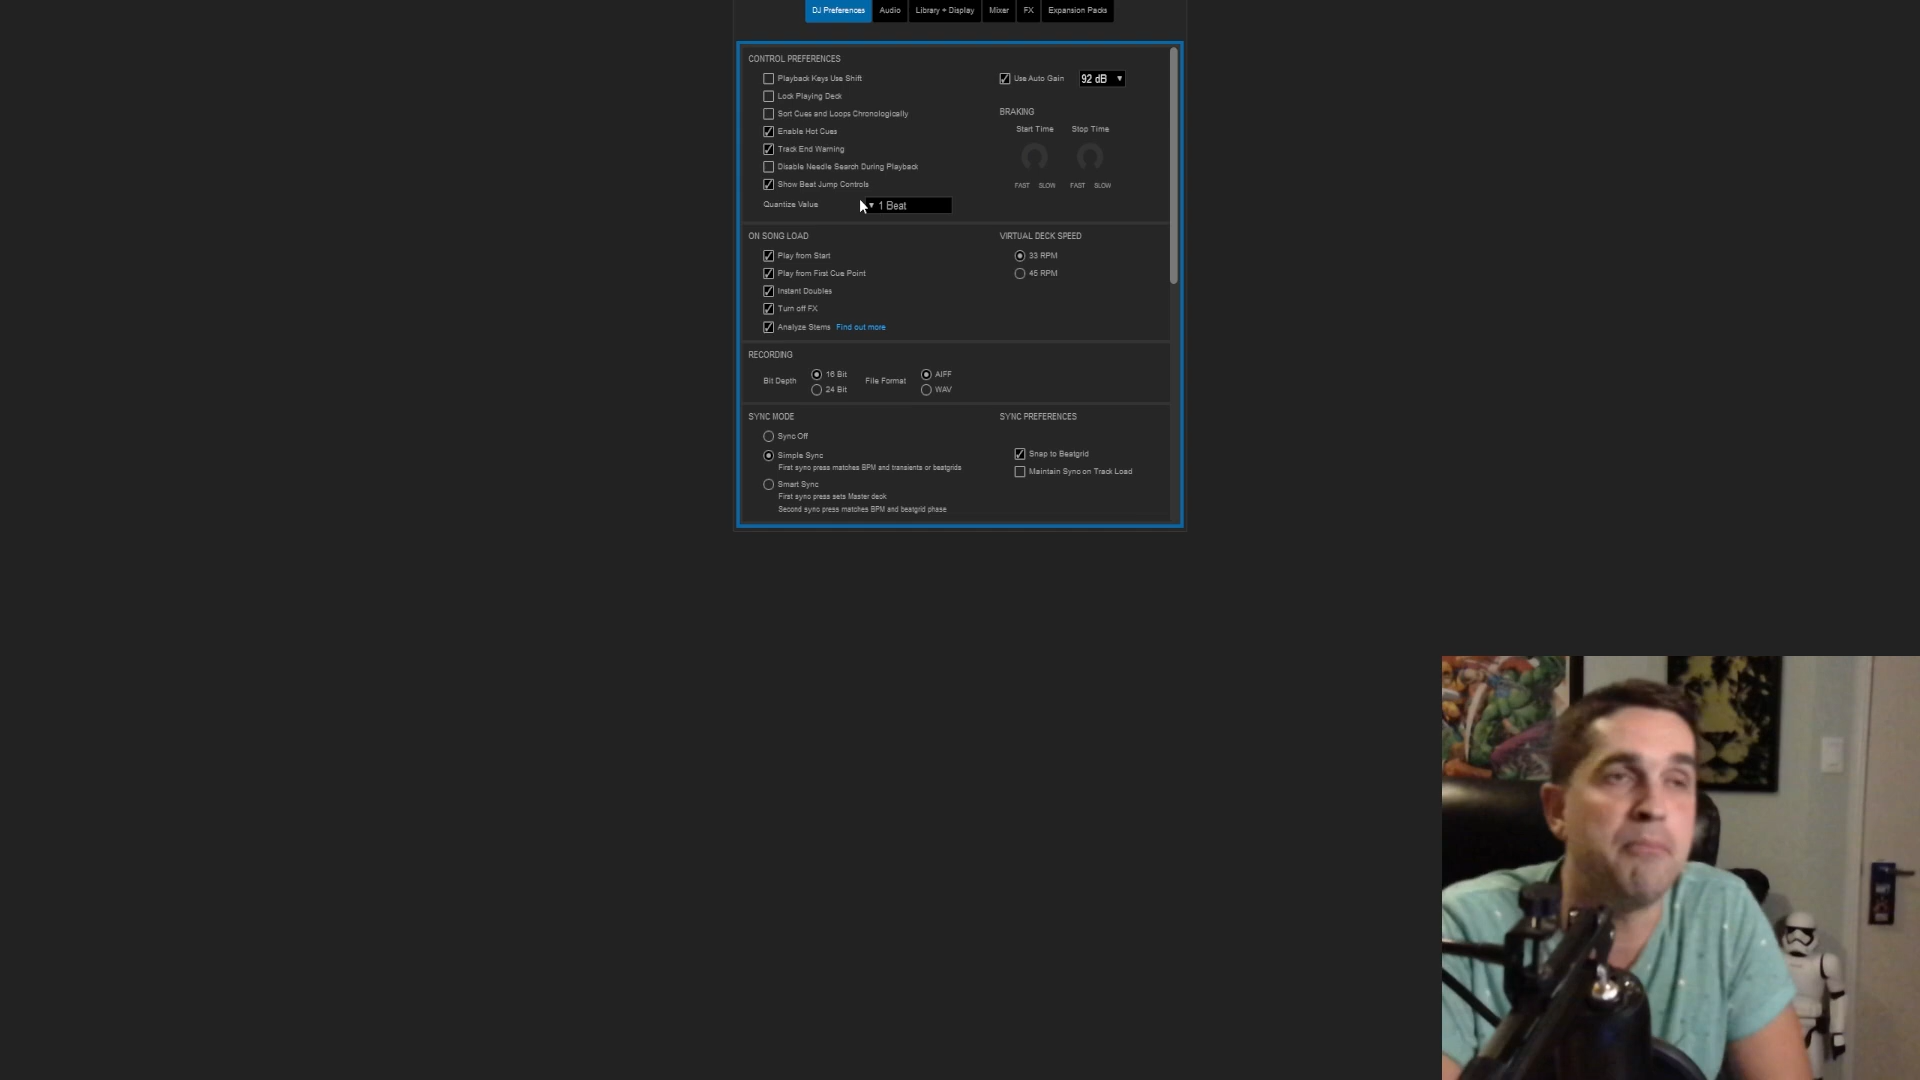 DJ Preferences Audio Library + Display Mixer FX Expansion Packs
CONTROL PREFERENCES
Playback Keys Use Shift
Lock Playing Deck
Sort Cues and Loops Chronologically
Enable Hot Cues
Track End Warning
Disable Needle Search During Playback
Show Beat Jump Controls
Quantize Value 1 Beat
Use Auto Gain 92 dB
BRAKING
Start Time Stop Time
FAST SLOW FAST SLOW
ON SONG LOAD
Play from Start
Play from First Cue Point
Instant Doubles
Turn off FX
Analyze Stems Find out more
VIRTUAL DECK SPEED
33 RPM
45 RPM
RECORDING
Bit Depth 16 Bit
24 Bit
File Format AIFF
WAV
SYNC MODE
Sync Off
Simple Sync
First sync press matches BPM and transients or beatgrids
Smart Sync
First sync press sets Master deck
Second sync press matches BPM and beatgrid phase
SYNC PREFERENCES
Snap to Beatgrid
Maintain Sync on Track Load